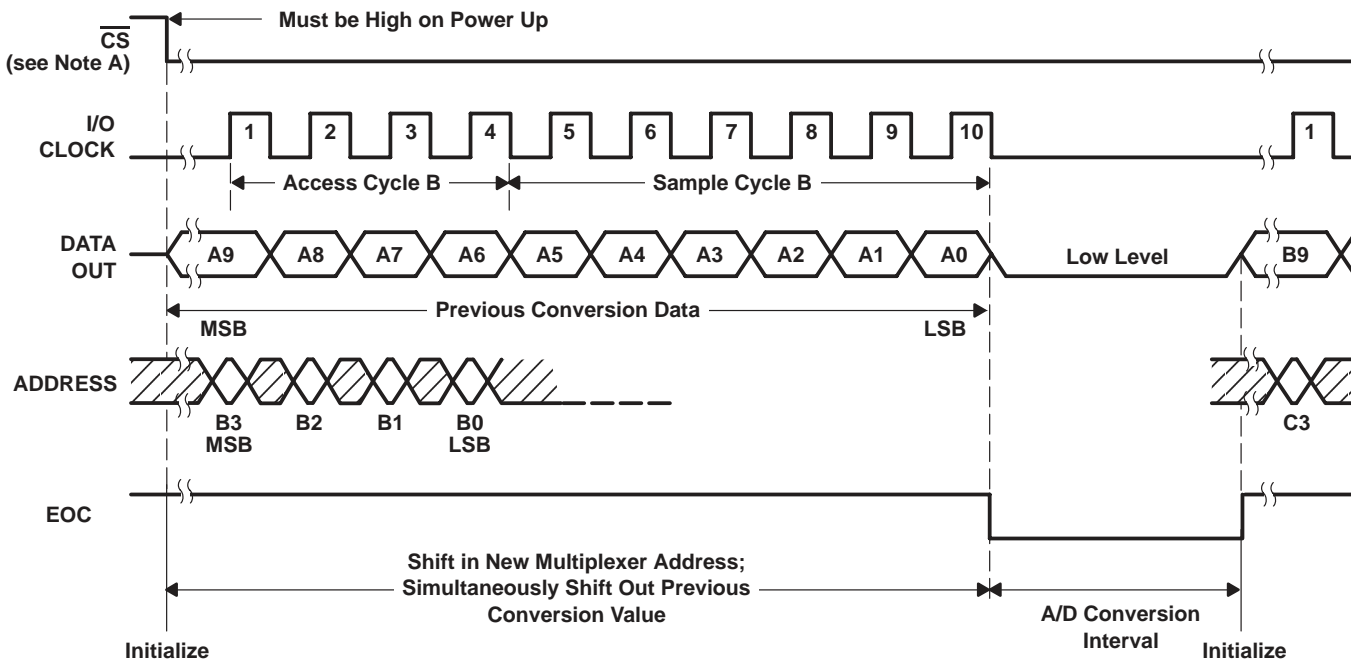 Must be High on Power Up
CS
(see Note A)
I/O
CLOCK
1 2 3 4 5 6 7 8 9 10 1
Access Cycle B Sample Cycle B
DATA
OUT
A9 A8 A7 A6 A5 A4 A3 A2 A1 A0 Low Level B9
Previous Conversion Data
MSB LSB
ADDRESS
B3 B2 B1 B0 C3
MSB LSB
EOC
Shift in New Multiplexer Address;
Simultaneously Shift Out Previous
Conversion Value
A/D Conversion
Interval
Initialize Initialize